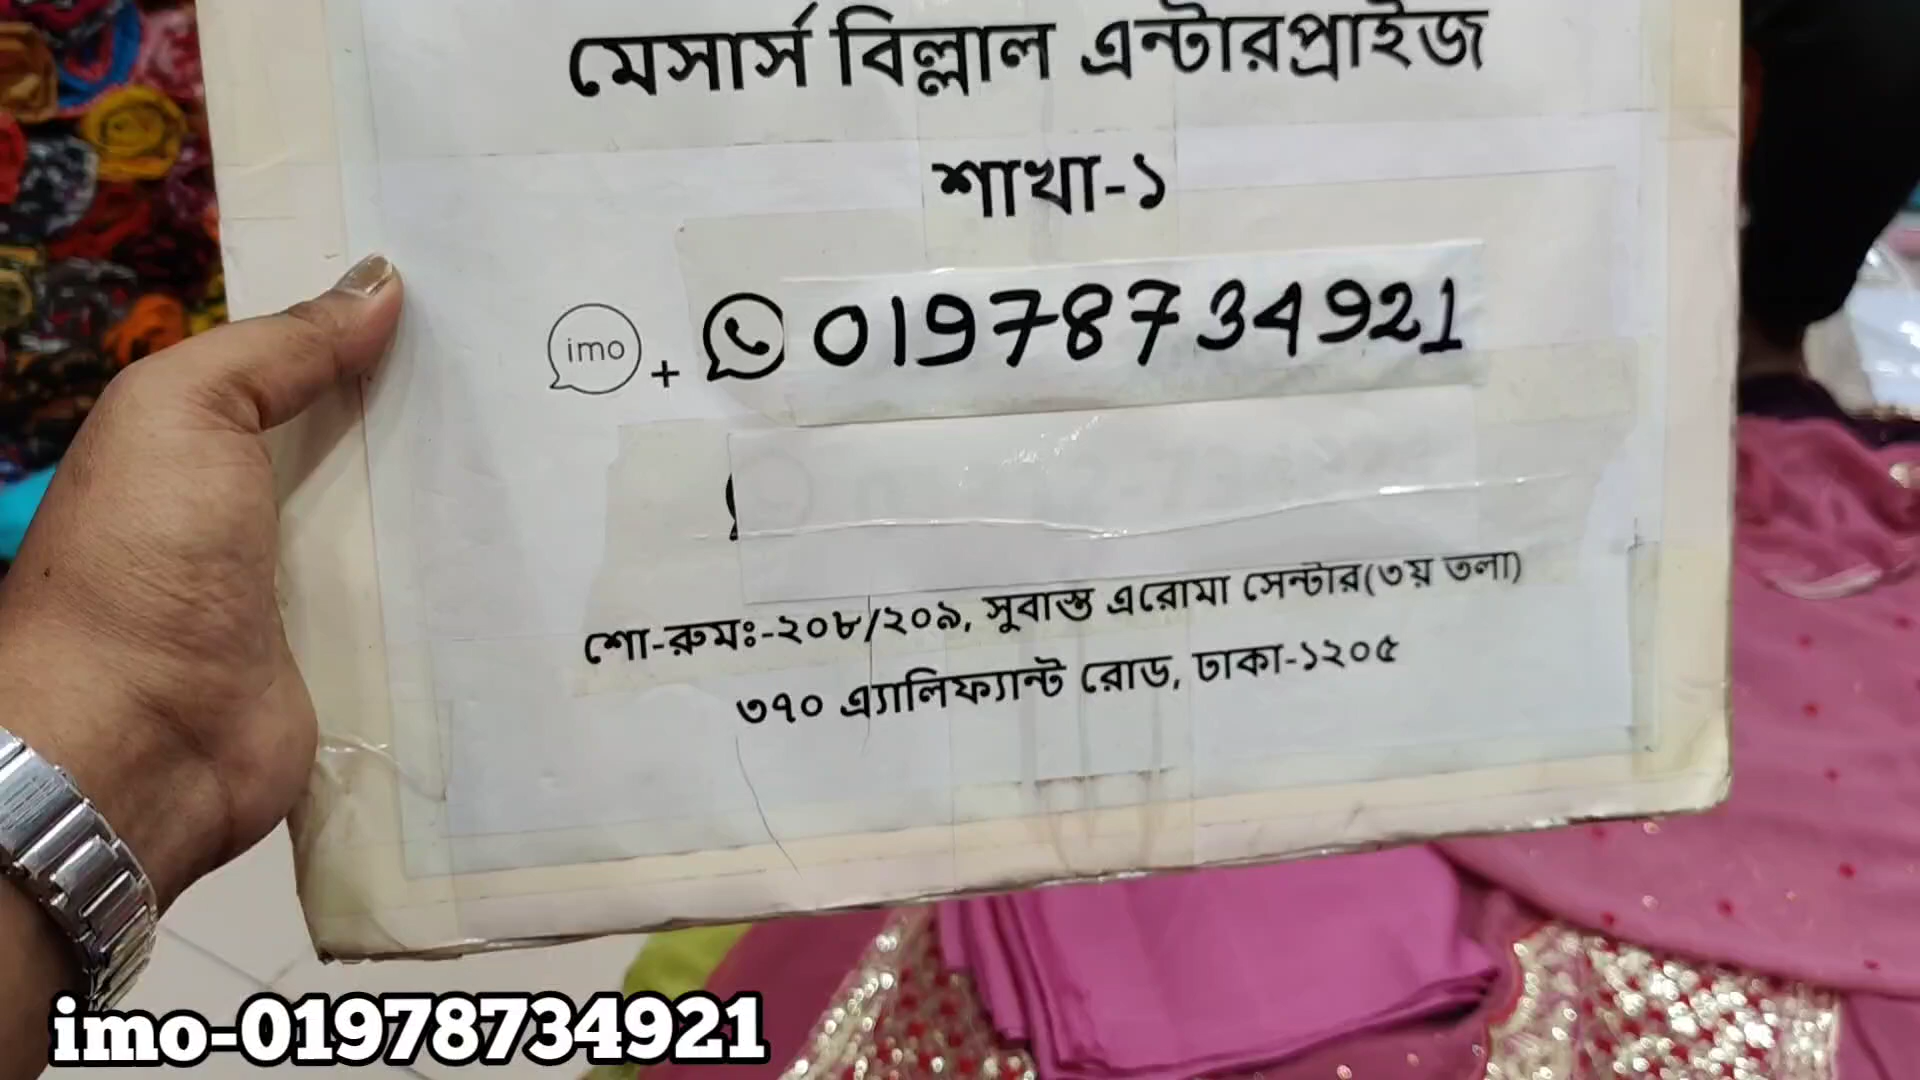 মেসার্স বিল্লাল এন্টারপ্রাইজ
শাখা-১
imo + 01978734921
শো-রুমঃ-২০৮/২০৯, সুবাস্তু এরোমা সেন্টার(৩য় তলা)
৩৭০ এ্যালিফ্যান্ট রোড, ঢাকা-১২০৫
imo-01978734921